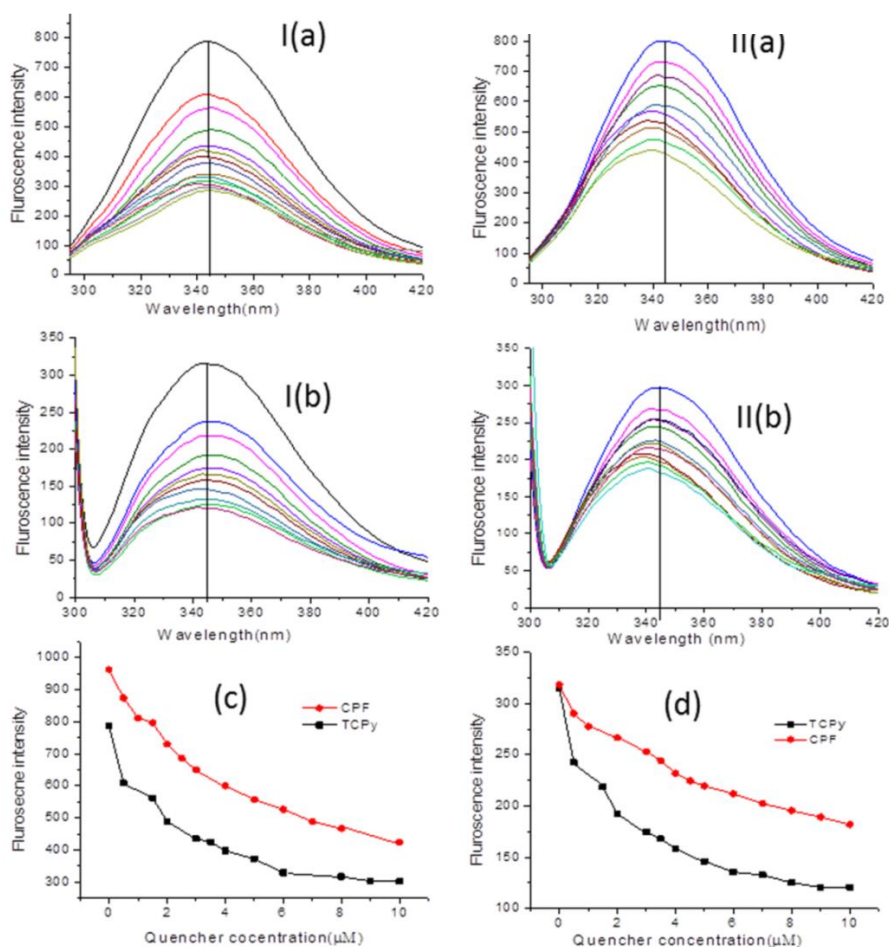 I(a)
Fluroscence intensity
800
700
600
500
400
300
200
100
0
300 320 340 360 380 400 420
Wavelength(nm)
II(a)
Fluroscence intensity
800
700
600
500
400
300
200
100
0
300 320 340 360 380 400 420
Wavelength(nm)
I(b)
Fluroscence intensity
350
300
250
200
150
100
50
0
300 320 340 360 380 400 420
Wavelength(nm)
II(b)
Fluroscence intensity
350
300
250
200
150
100
50
0
300 320 340 360 380 400 420
Wavelength (nm)
(c)
Flurosecne intensity
1000
900
800
700
600
500
400
300
CPF
TCPy
0 2 4 6 8 10
Quencher cocentration(μM)
(d)
Fluroscence intensity
350
300
250
200
150
100
TCPy
CPF
0 2 4 6 8 10
Quencher cocentration(μM)